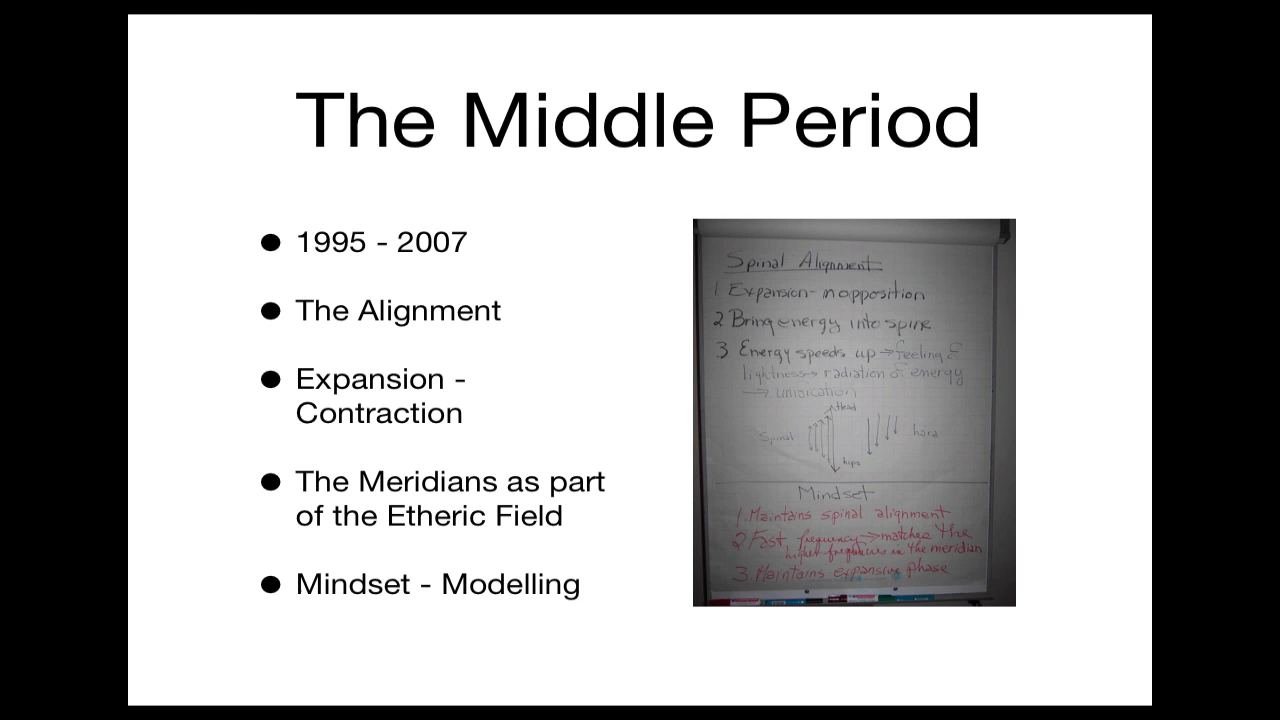 The Middle Period
● 1995 - 2007
● The Alignment
● Expansion -
Contraction
● The Meridians as part
of the Etheric Field
● Mindset - Modelling
Spinal Alignment
1. Expansion - in opposition
2 Bring energy into spine
3 Energy speeds up → feeling of
lightness → radiation of energy
→ unification
Head
Spinal
hara
hips
Mindset
1. Maintains spinal alignment
2 Fast frequency → matches the
higher frequencies in the meridian
3. Maintains expansive phase